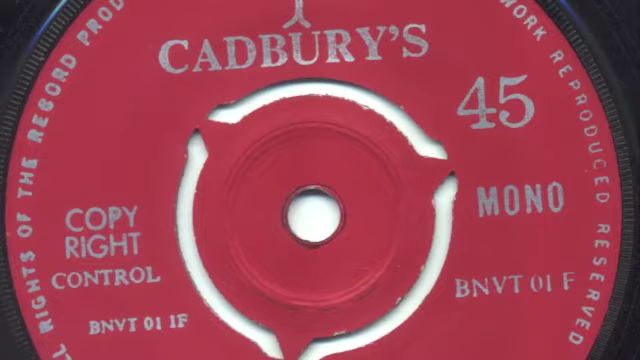 CADBURY'S
45
MONO
COPY
RIGHT
CONTROL
BNVT 01 1F
BNVT 01 F
RIGHTS OF THE RECORD PROD
WORK REPRODUCED RESERVED